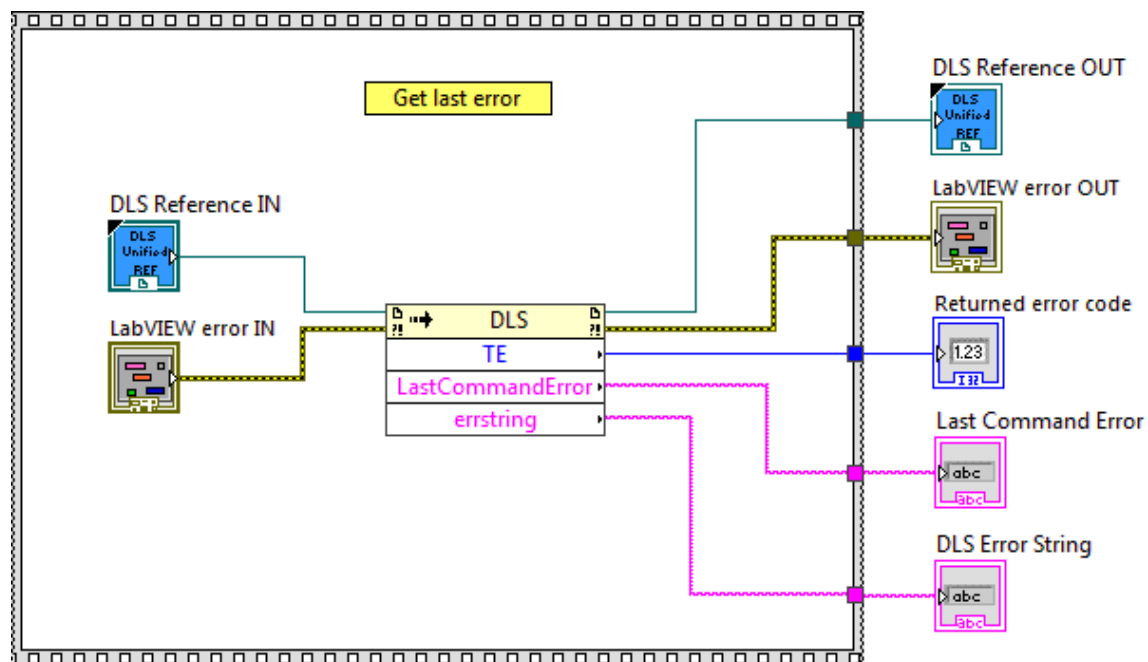 Get last error
DLS Reference IN
DLS
Unified
REF
LabVIEW error IN
?!
DLS
?!
TE
LastCommandError
errstring
DLS Reference OUT
DLS
Unified
REF
LabVIEW error OUT
Returned error code
1.23
I32
Last Command Error
abc
abc
DLS Error String
abc
abc